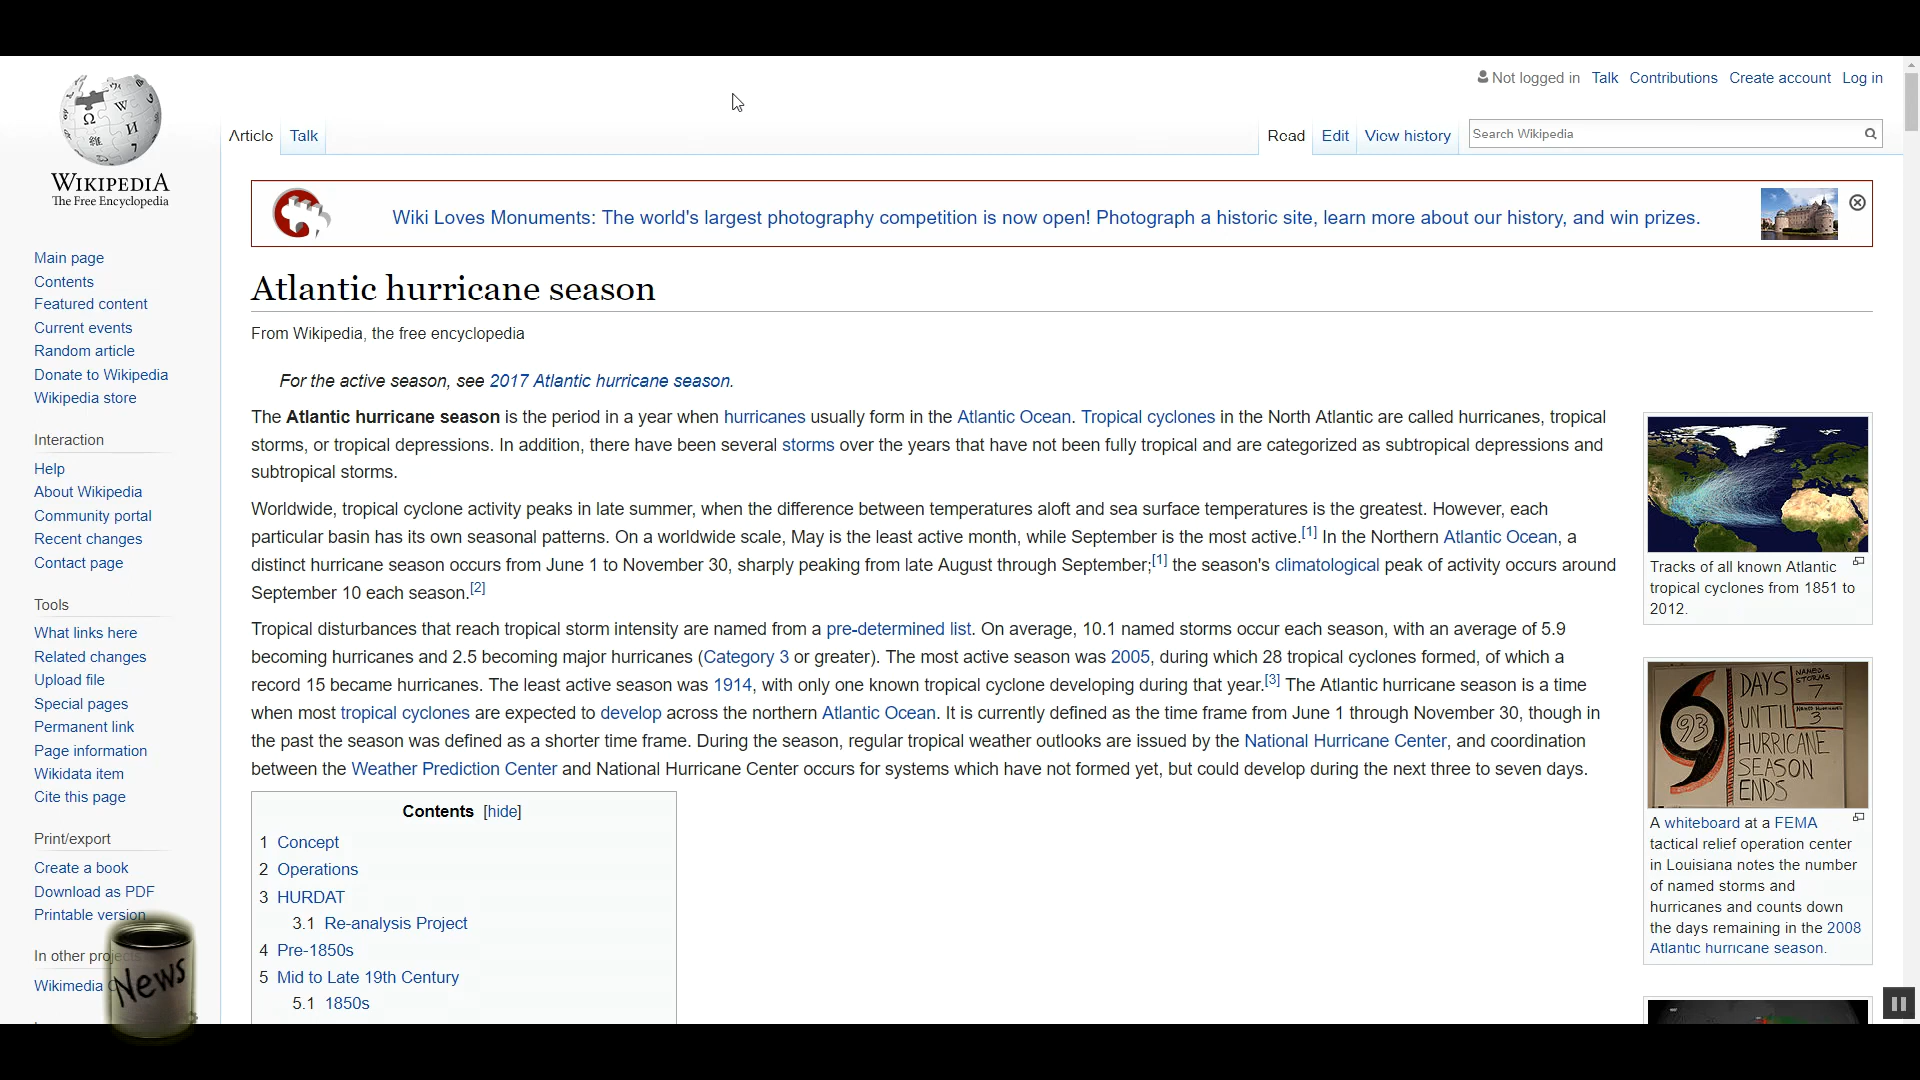 Not logged in Talk Contributions Create account Log in
Article Talk Read Edit View history Search Wikipedia
WIKIPEDIA
The Free Encyclopedia
Wiki Loves Monuments: The world's largest photography competition is now open! Photograph a historic site, learn more about our history, and win prizes.
Main page
Contents
Featured content
Current events
Random article
Donate to Wikipedia
Wikipedia store
Interaction
Help
About Wikipedia
Community portal
Recent changes
Contact page
Tools
What links here
Related changes
Upload file
Special pages
Permanent link
Page information
Wikidata item
Cite this page
Print/export
Create a book
Download as PDF
Printable version
In other projects
Wikimedia
News
Atlantic hurricane season
From Wikipedia, the free encyclopedia
For the active season, see 2017 Atlantic hurricane season.
The Atlantic hurricane season is the period in a year when hurricanes usually form in the Atlantic Ocean. Tropical cyclones in the North Atlantic are called hurricanes, tropical
storms, or tropical depressions. In addition, there have been several storms over the years that have not been fully tropical and are categorized as subtropical depressions and
subtropical storms.
Worldwide, tropical cyclone activity peaks in late summer, when the difference between temperatures aloft and sea surface temperatures is the greatest. However, each
particular basin has its own seasonal patterns. On a worldwide scale, May is the least active month, while September is the most active.[1] In the Northern Atlantic Ocean, a
distinct hurricane season occurs from June 1 to November 30, sharply peaking from late August through September;[1] the season's climatological peak of activity occurs around
September 10 each season.[2]
Tropical disturbances that reach tropical storm intensity are named from a pre-determined list. On average, 10.1 named storms occur each season, with an average of 5.9
becoming hurricanes and 2.5 becoming major hurricanes (Category 3 or greater). The most active season was 2005, during which 28 tropical cyclones formed, of which a
record 15 became hurricanes. The least active season was 1914, with only one known tropical cyclone developing during that year.[3] The Atlantic hurricane season is a time
when most tropical cyclones are expected to develop across the northern Atlantic Ocean. It is currently defined as the time frame from June 1 through November 30, though in
the past the season was defined as a shorter time frame. During the season, regular tropical weather outlooks are issued by the National Hurricane Center, and coordination
between the Weather Prediction Center and National Hurricane Center occurs for systems which have not formed yet, but could develop during the next three to seven days.
Contents [hide]
1 Concept
2 Operations
3 HURDAT
3.1 Re-analysis Project
4 Pre-1850s
5 Mid to Late 19th Century
5.1 1850s
Tracks of all known Atlantic
tropical cyclones from 1851 to
2012.
93
DAYS
UNTIL
HURRICANE
SEASON
ENDS
NAMED
STORMS
7
3
A whiteboard at a FEMA
tactical relief operation center
in Louisiana notes the number
of named storms and
hurricanes and counts down
the days remaining in the 2008
Atlantic hurricane season.